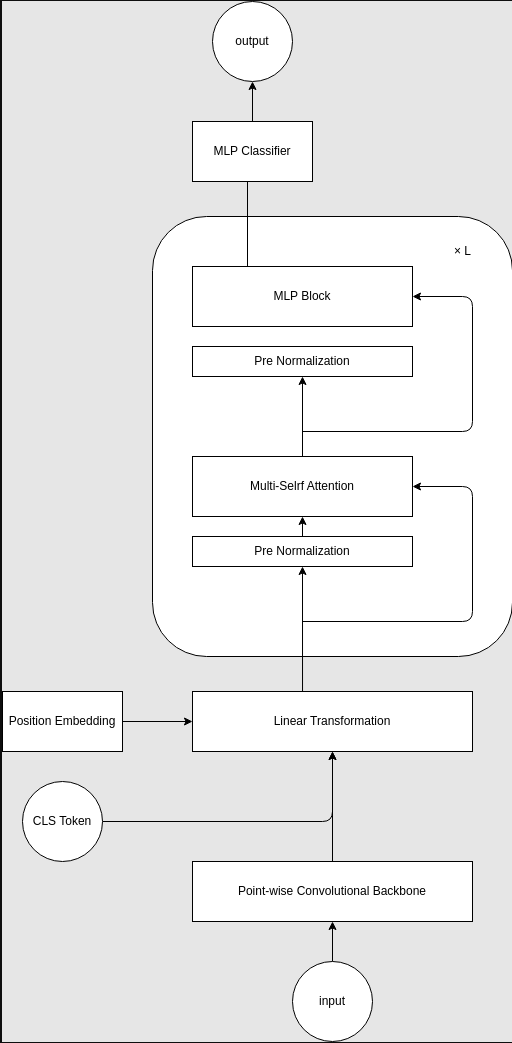 output
MLP Classifier
× L
MLP Block
Pre Normalization
Multi-Selrf Attention
Pre Normalization
Position Embedding
Linear Transformation
CLS Token
Point-wise Convolutional Backbone
input